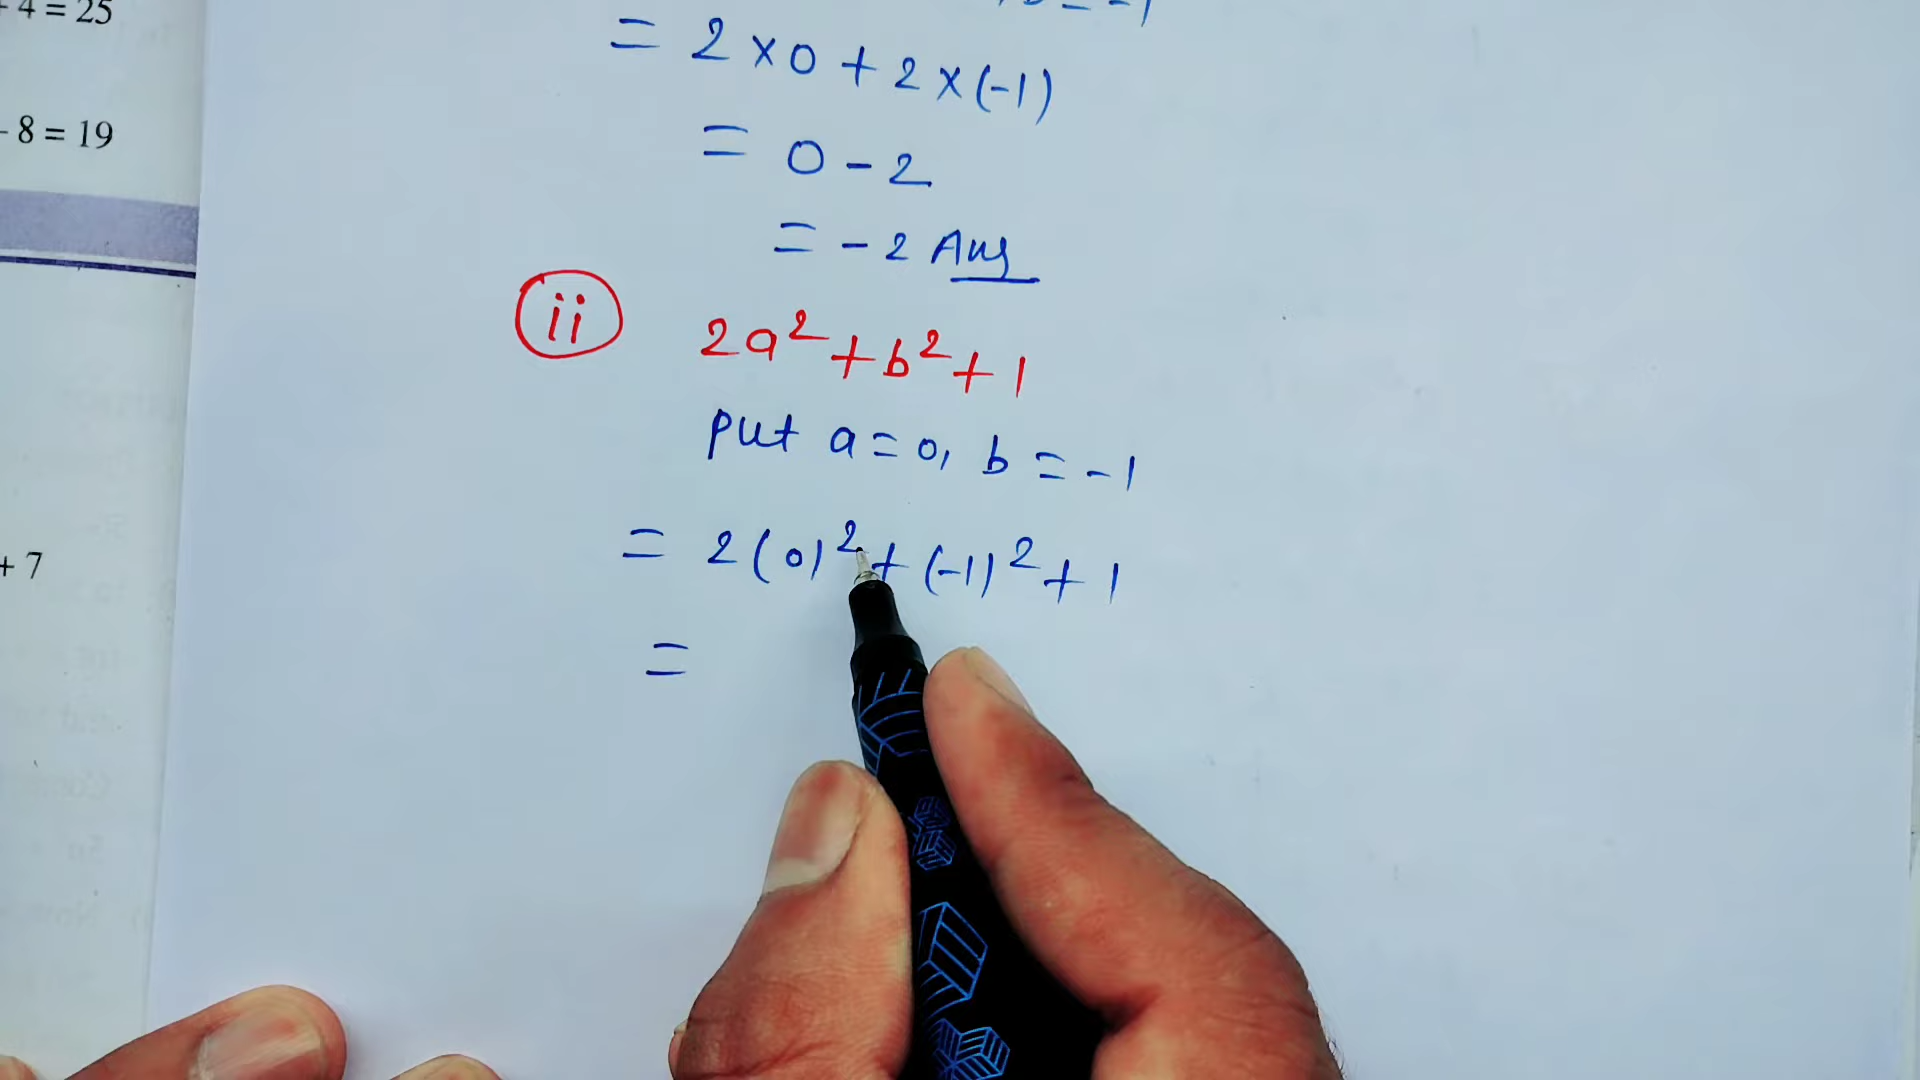 + 4 = 25
- 8 = 19
+ 7
= 2 × 0 + 2 × (-1)
= 0 - 2
= - 2 Ans
ii 2a² + b² + 1
put a = 0, b = -1
= 2(0)² + (-1)² + 1
=